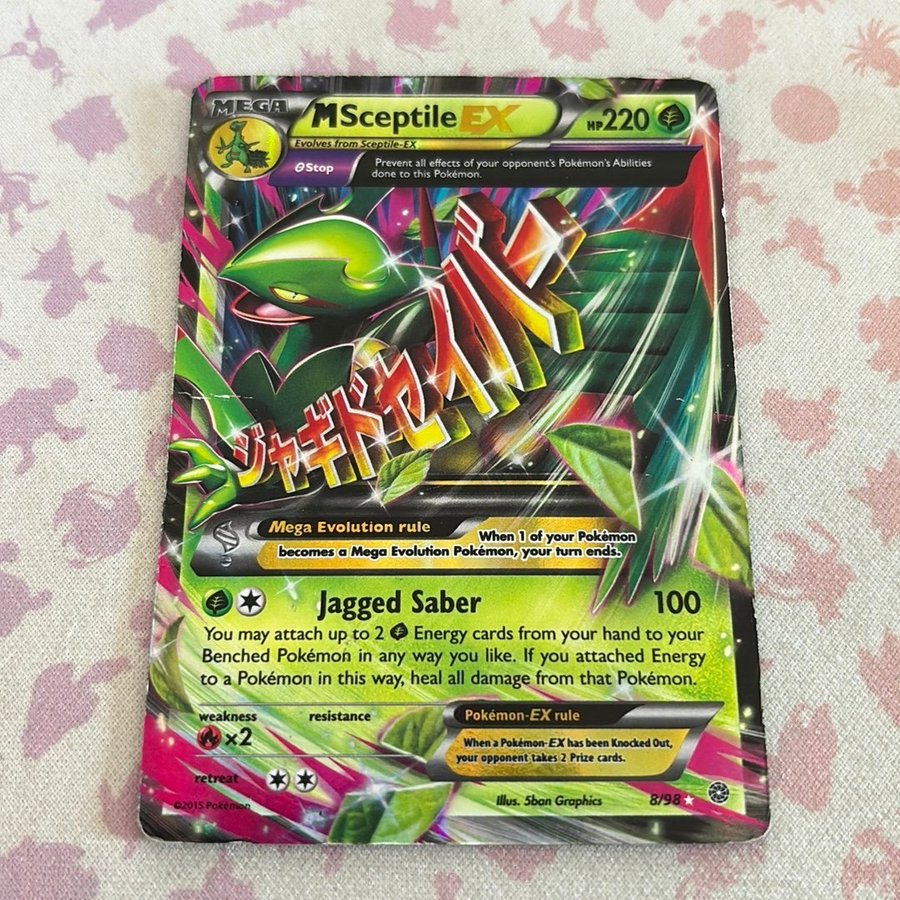 MEGA
M Sceptile EX
HP 220
Evolves from Sceptile-EX
θ Stop
Prevent all effects of your opponent's Pokémon's Abilities
done to this Pokémon.
ジャギドセイバー
Mega Evolution rule
When 1 of your Pokémon
becomes a Mega Evolution Pokémon, your turn ends.
Jagged Saber 100
You may attach up to 2 Energy cards from your hand to your
Benched Pokémon in any way you like. If you attached Energy
to a Pokémon in this way, heal all damage from that Pokémon.
weakness
resistance
×2
retreat
Pokémon-EX rule
When a Pokémon-EX has been Knocked Out,
your opponent takes 2 Prize cards.
©2015 Pokémon
Illus. 5ban Graphics
8/98